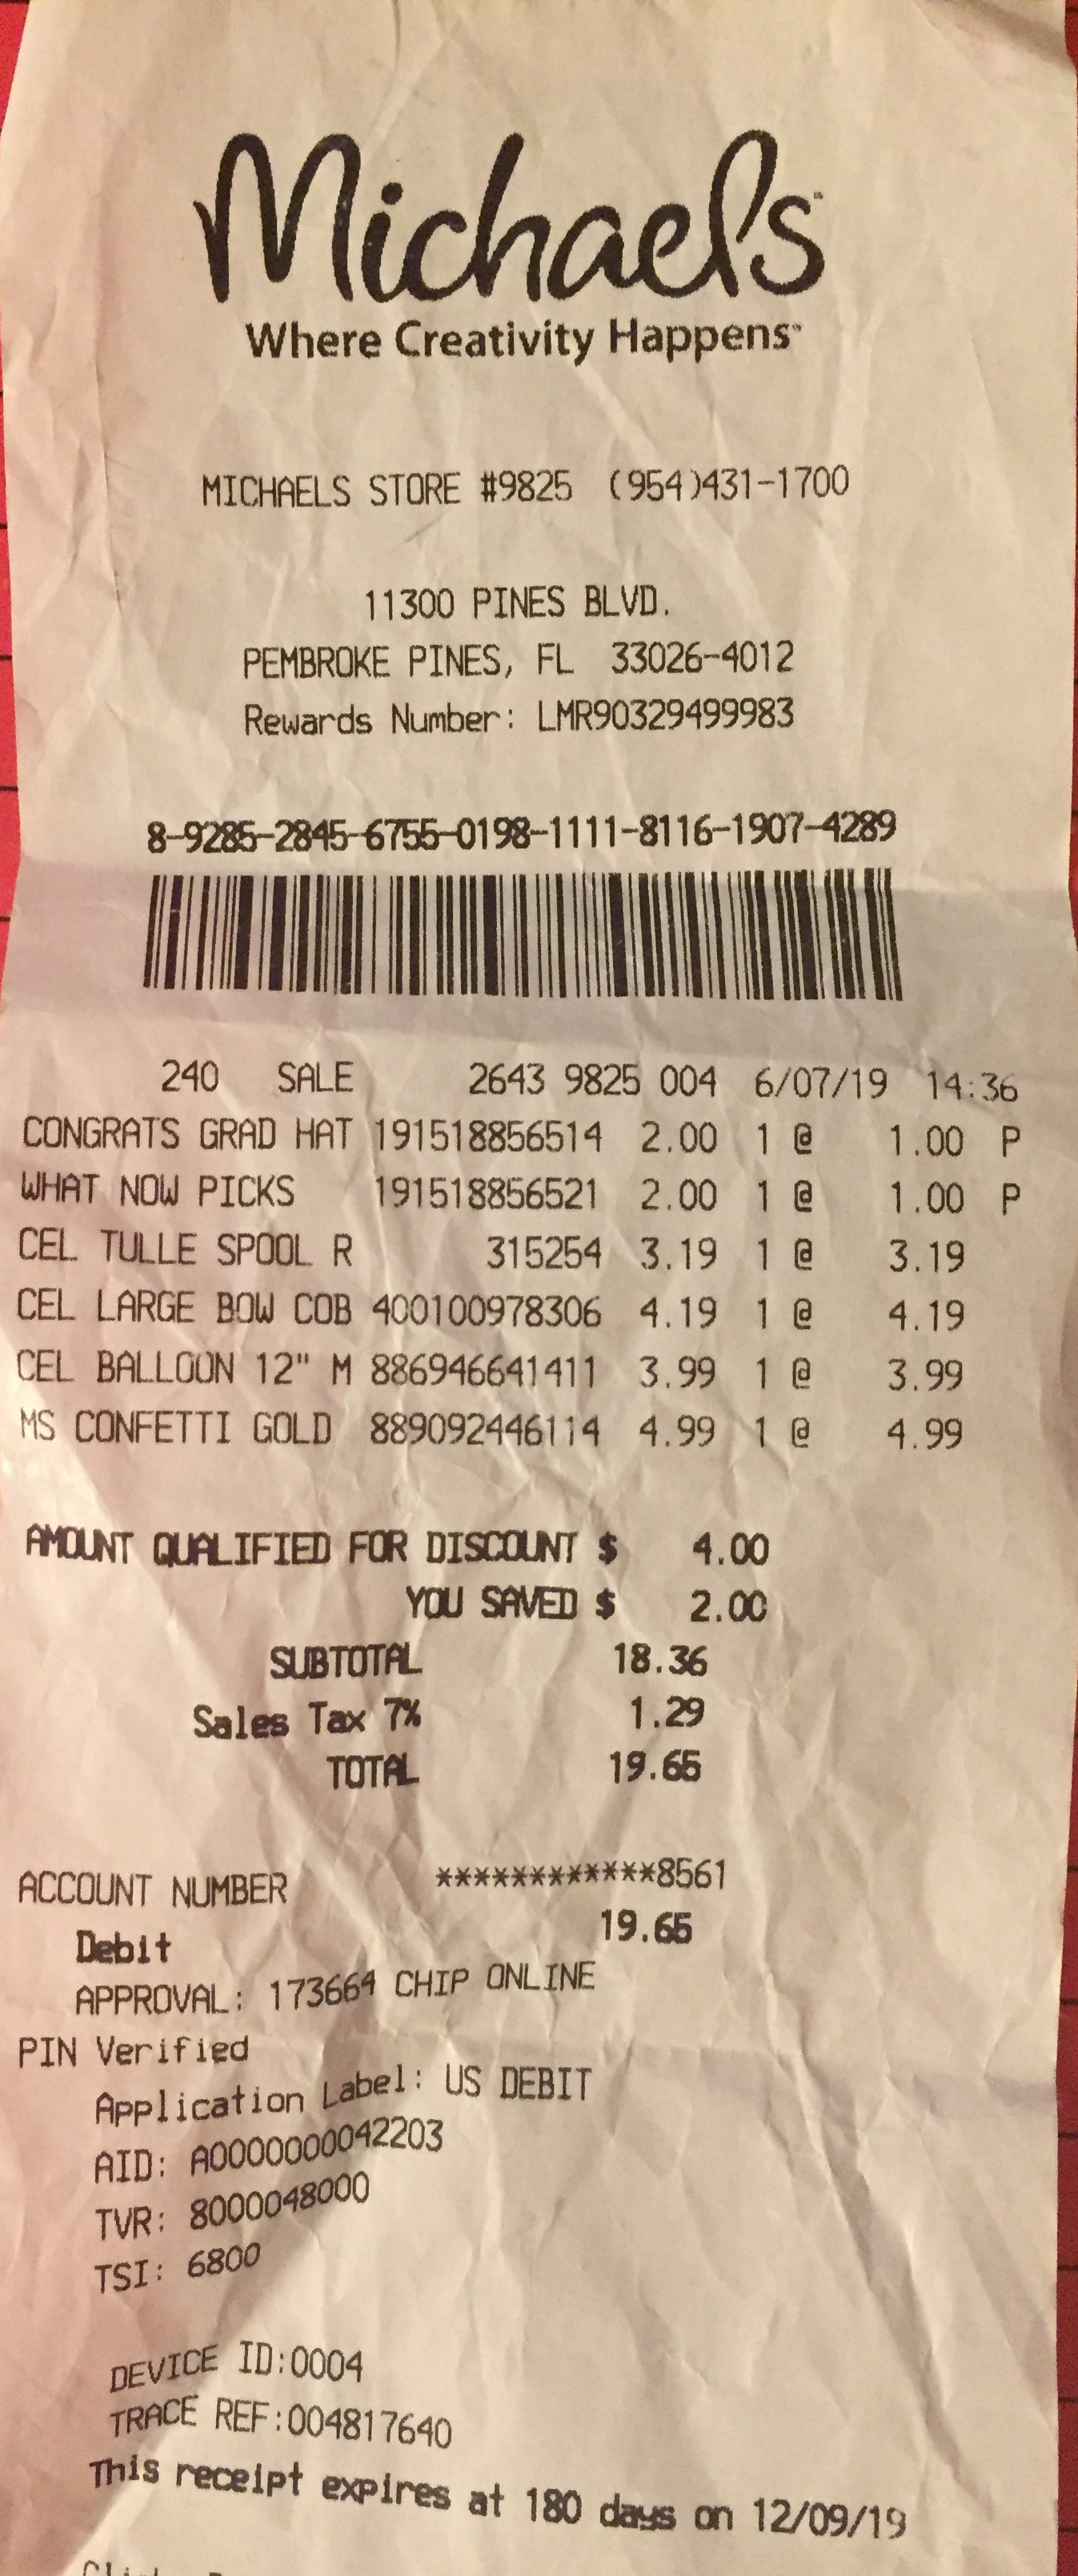 Michaels
Where Creativity Happens
MICHAELS STORE #9825 (954)431-1700
11300 PINES BLVD.
PEMBROKE PINES, FL 33026-4012
Rewards Number: LMR90329499983
8-9285-2845-6755-0198-1111-8116-1907-4289
240 SALE 2643 9825 004 6/07/19 14:36
CONGRATS GRAD HAT 191518856514 2.00 1 @ 1.00 P
WHAT NOW PICKS 191518856521 2.00 1 @ 1.00 P
CEL TULLE SPOOL R 315254 3.19 1 @ 3.19
CEL LARGE BOW COB 400100978306 4.19 1 @ 4.19
CEL BALLOON 12" M 886946641411 3.99 1 @ 3.99
MS CONFETTI GOLD 889092446114 4.99 1 @ 4.99
AMOUNT QUALIFIED FOR DISCOUNT $ 4.00
YOU SAVED $ 2.00
SUBTOTAL 18.36
Sales Tax 7% 1.29
TOTAL 19.65
ACCOUNT NUMBER ************8561
Debit 19.65
APPROVAL: 173664 CHIP ONLINE
PIN Verified
Application Label: US DEBIT
AID: A0000000042203
TVR: 8000048000
TSI: 6800
DEVICE ID:0004
TRACE REF:004817640
This receipt expires at 180 days on 12/09/19